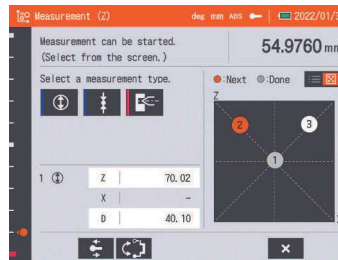 Measurement (Z) deg mm ABS 2022/01/3
Measurement can be started.
(Select from the screen.)
54.9760 mm
Select a measurement type.
●:Next ●:Done
Z
2
3
1
1 Z 70.02
X –
D 40.10